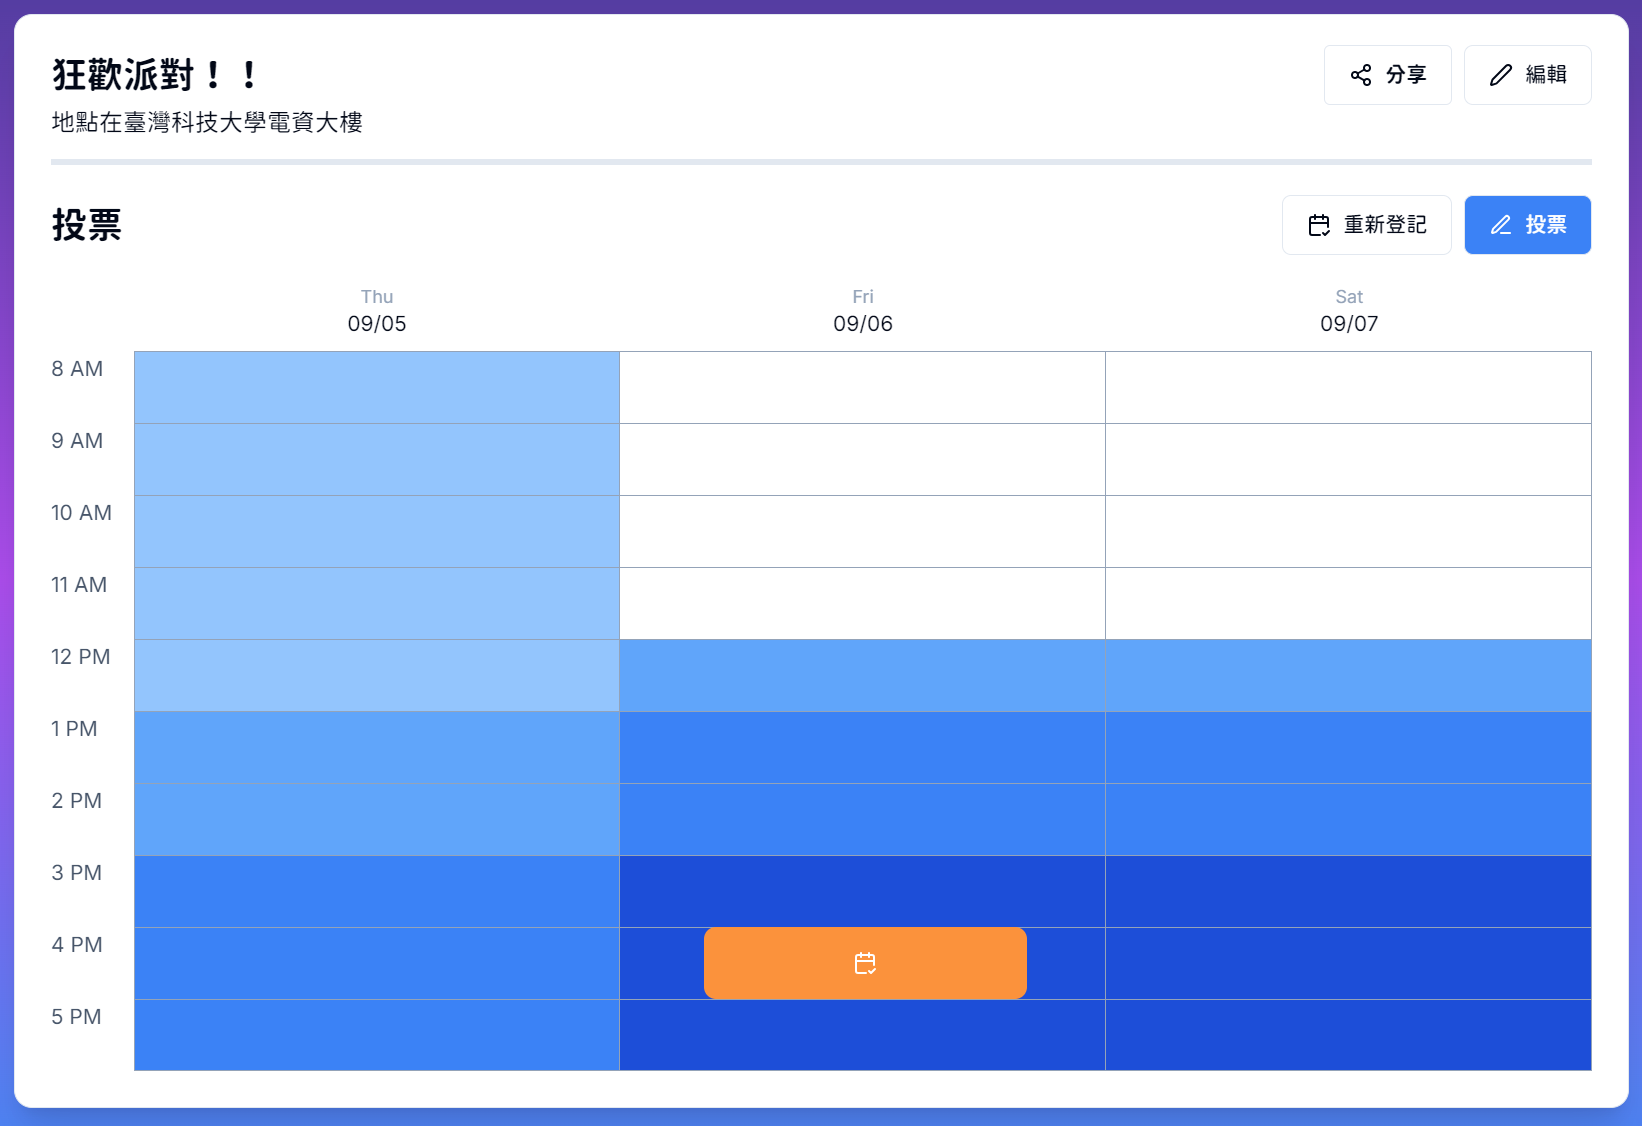 狂歡派對！！
分享
編輯
地點在臺灣科技大學電資大樓
投票
重新登記
投票
Thu
Fri
Sat
09/05
09/06
09/07
8 AM
9 AM
10 AM
11 AM
12 PM
1 PM
2 PM
3 PM
4 PM
5 PM